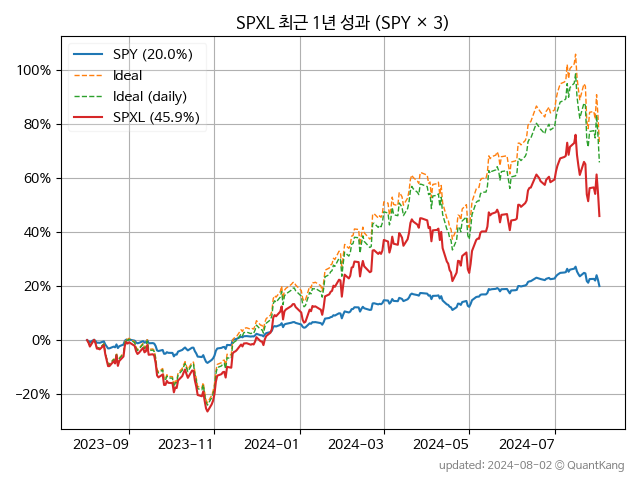 SPXL 최근 1년 성과 (SPY × 3)
SPY (20.0%)
Ideal
Ideal (daily)
SPXL (45.9%)
100%
80%
60%
40%
20%
0%
−20%
2023-09 2023-11 2024-01 2024-03 2024-05 2024-07
updated: 2024-08-02 © QuantKang